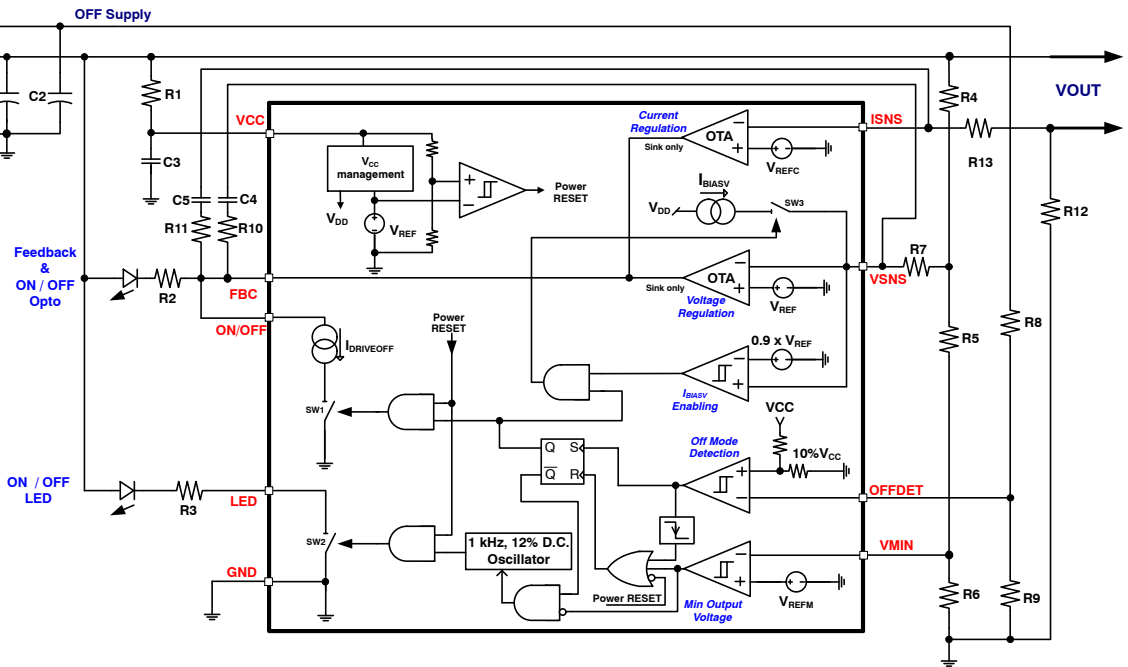 OFF Supply
C2
R1
VCC
C3
C5
C4
R11
R10
Feedback
&
ON / OFF
Opto
R2
FBC
ON/OFF
VCC
management
VDD
VREF
Power
RESET
Current
Regulation
Sink only
OTA
VREFC
IBIASV
VDD
SW3
ISNS
R4
R13
VOUT
R12
OTA
Sink only
Voltage
Regulation
VREF
VSNS
R7
R8
R5
IDRIVEOFF
Power
RESET
SW1
0.9 x VREF
IBIASV
Enabling
VCC
10%VCC
Off Mode
Detection
Q
S
Q
R
OFFDET
ON / OFF
LED
R3
LED
SW2
1 kHz, 12% D.C.
Oscillator
VMIN
GND
Power RESET
Min Output
Voltage
VREFM
R6
R9